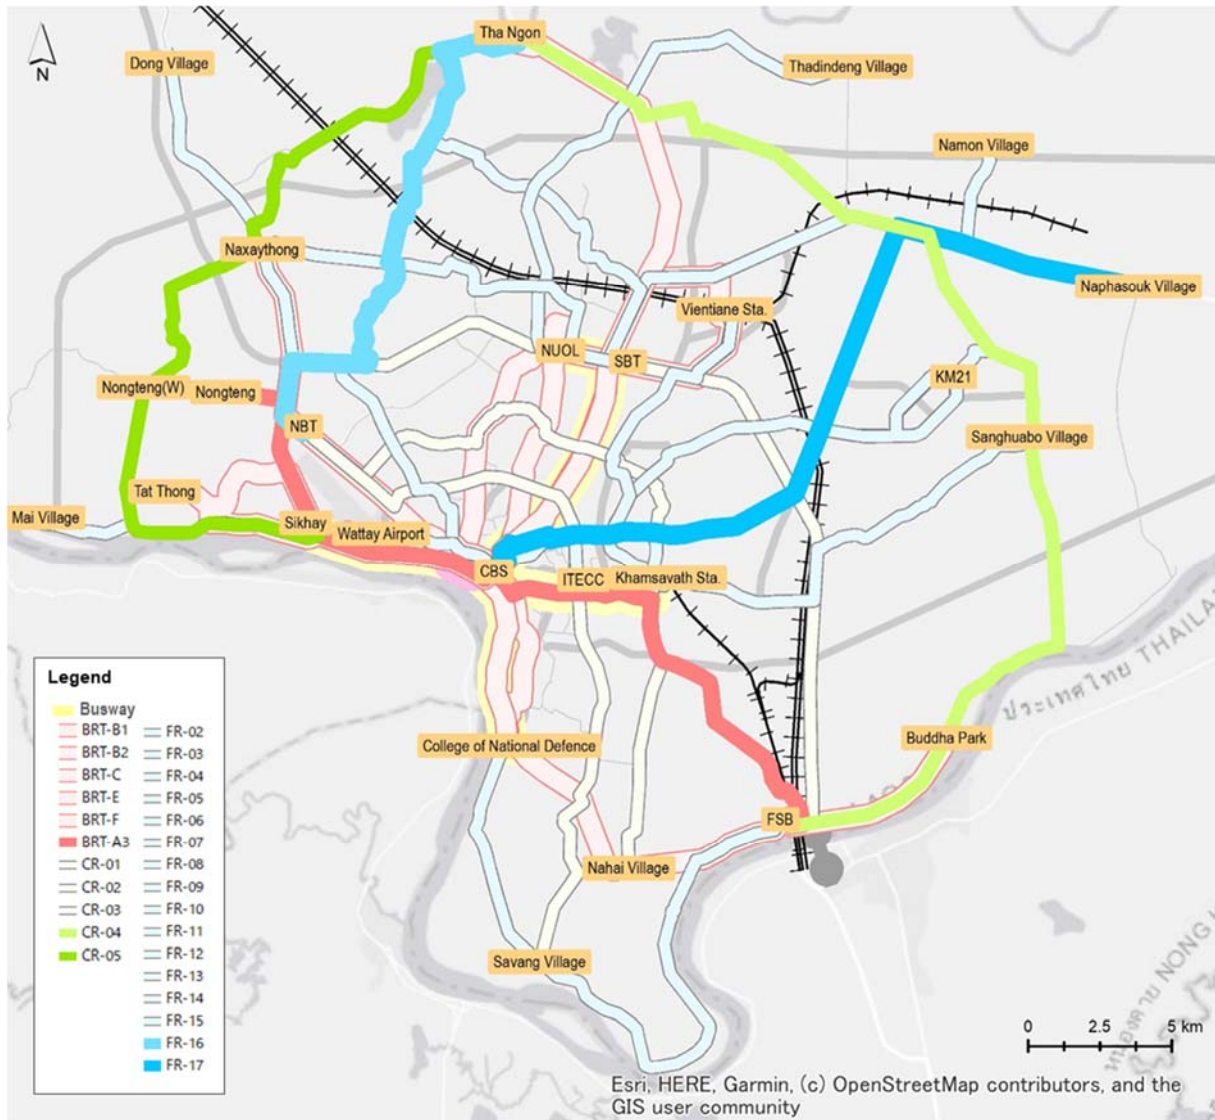 Tha Ngon
Dong Village
Thadindeng Village
N
Namon Village
Naxaythong
Naphasouk Village
Vientiane Sta.
NUOL
SBT
KM21
Nongteng(W)
Nongteng
NBT
Sanghuabo Village
Tat Thong
Mai Village
Sikhay
Wattay Airport
CBS
ITECC
Khamsavath Sta.
ประเทศไทย THAILAND
Legend
Busway
BRT-B1
BRT-B2
BRT-C
BRT-E
BRT-F
BRT-A3
CR-01
CR-02
CR-03
CR-04
CR-05
FR-02
FR-03
FR-04
FR-05
FR-06
FR-07
FR-08
FR-09
FR-10
FR-11
FR-12
FR-13
FR-14
FR-15
FR-16
FR-17
College of National Defence
Buddha Park
FSB
Nahai Village
Savang Village
0 2.5 5 km
Esri, HERE, Garmin, (c) OpenStreetMap contributors, and the
GIS user community